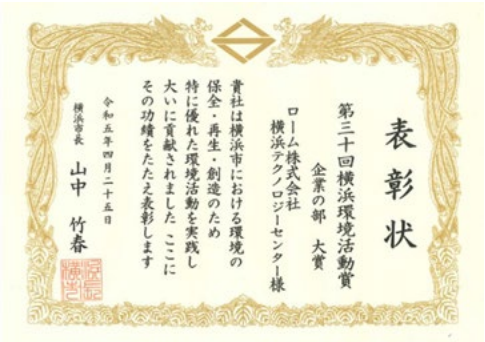 表彰状
第三十回横浜環境活動賞
企業の部 大賞
ローム株式会社
横浜テクノロジーセンター様
貴社は横浜市における環境の
保全・再生・創造のため
特に優れた環境活動を実践し
大いに貢献されました ここに
その功績をたたえ表彰します
令和五年四月二十五日
横浜市長 山中 竹春